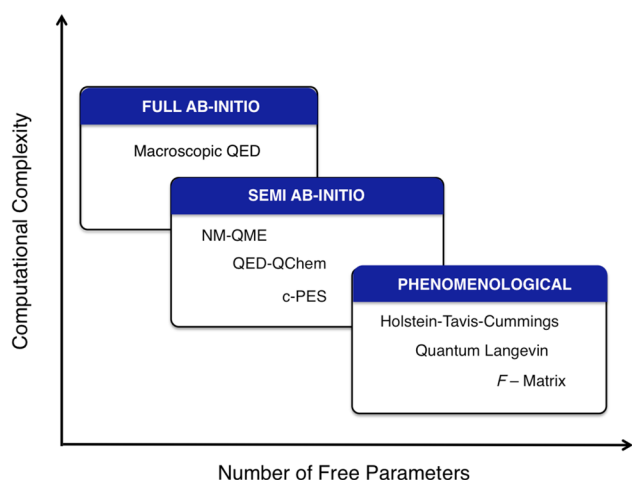 Computational Complexity
FULL AB-INITIO
Macroscopic QED
SEMI AB-INITIO
NM-QME
QED-QChem
c-PES
PHENOMENOLOGICAL
Holstein-Tavis-Cummings
Quantum Langevin
F – Matrix
Number of Free Parameters